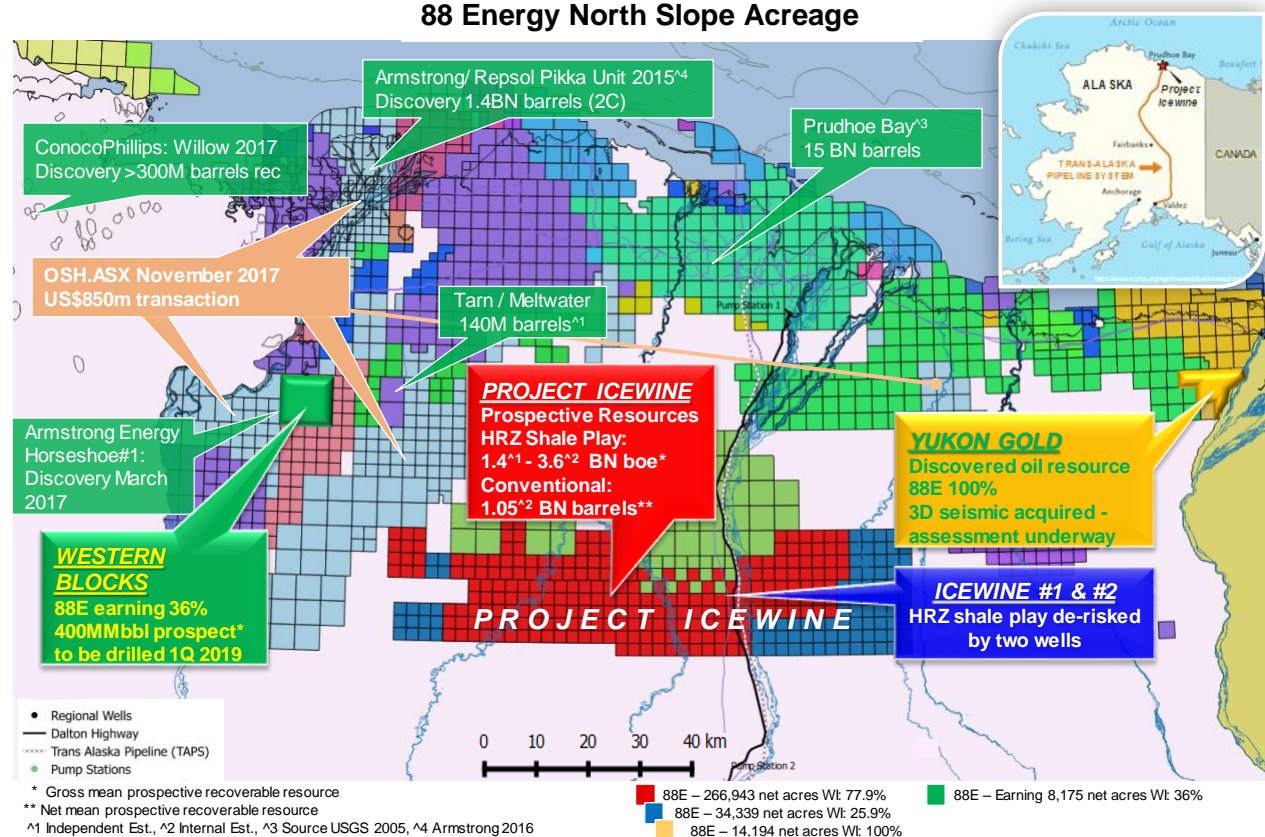 88 Energy North Slope Acreage
Armstrong/ Repsol Pikka Unit 2015^4
Discovery 1.4BN barrels (2C)
ConocoPhillips: Willow 2017
Discovery >300M barrels rec
Prudhoe Bay^3
15 BN barrels
Arctic Ocean
Chukchi Sea
Prudhoe Bay
Beaufort S
ALASKA
Project
Icewine
Fairbanks
CANADA
TRANS-ALASKA
PIPELINE SYSTEM
Anchorage
Valdez
Bering Sea
Gulf of Alaska
Juneau
OSH.ASX November 2017
US$850m transaction
Tarn / Meltwater
140M barrels^1
Pump Station 1
PROJECT ICEWINE
Prospective Resources
HRZ Shale Play:
1.4^1 - 3.6^2 BN boe*
Conventional:
1.05^2 BN barrels**
Armstrong Energy
Horseshoe#1:
Discovery March
2017
YUKON GOLD
Discovered oil resource
88E 100%
3D seismic acquired -
assessment underway
WESTERN
BLOCKS
88E earning 36%
400MMbbl prospect*
to be drilled 1Q 2019
ICEWINE #1 & #2
HRZ shale play de-risked
by two wells
PROJECT ICEWINE
Regional Wells
Dalton Highway
Trans Alaska Pipeline (TAPS)
Pump Stations
0 10 20 30 40 km
Pump Station 2
* Gross mean prospective recoverable resource
** Net mean prospective recoverable resource
^1 Independent Est., ^2 Internal Est., ^3 Source USGS 2005, ^4 Armstrong 2016
88E – 266,943 net acres WI: 77.9%
88E – 34,339 net acres WI: 25.9%
88E – 14,194 net acres WI: 100%
88E – Earning 8,175 net acres WI: 36%